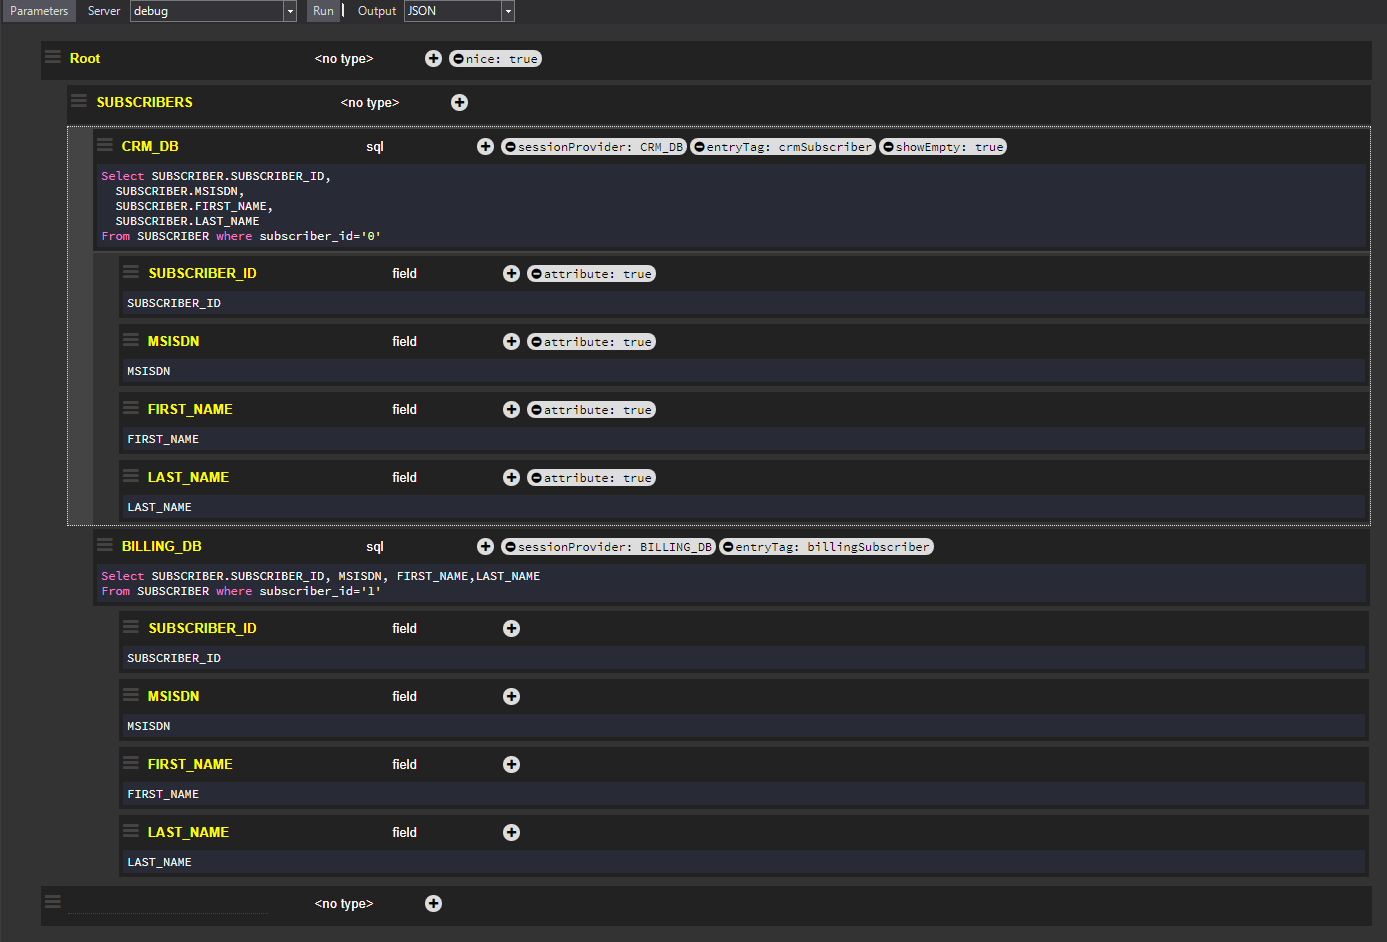 Parameters Server debug Run Output JSON
Root <no type> nice: true
SUBSCRIBERS <no type>
CRM_DB sql sessionProvider: CRM_DB entryTag: crmSubscriber showEmpty: true
Select SUBSCRIBER.SUBSCRIBER_ID,
SUBSCRIBER.MSISDN,
SUBSCRIBER.FIRST_NAME,
SUBSCRIBER.LAST_NAME
From SUBSCRIBER where subscriber_id='0'
SUBSCRIBER_ID field attribute: true
SUBSCRIBER_ID
MSISDN field attribute: true
MSISDN
FIRST_NAME field attribute: true
FIRST_NAME
LAST_NAME field attribute: true
LAST_NAME
BILLING_DB sql sessionProvider: BILLING_DB entryTag: billingSubscriber
Select SUBSCRIBER.SUBSCRIBER_ID, MSISDN, FIRST_NAME,LAST_NAME
From SUBSCRIBER where subscriber_id='1'
SUBSCRIBER_ID field
SUBSCRIBER_ID
MSISDN field
MSISDN
FIRST_NAME field
FIRST_NAME
LAST_NAME field
LAST_NAME
<no type>